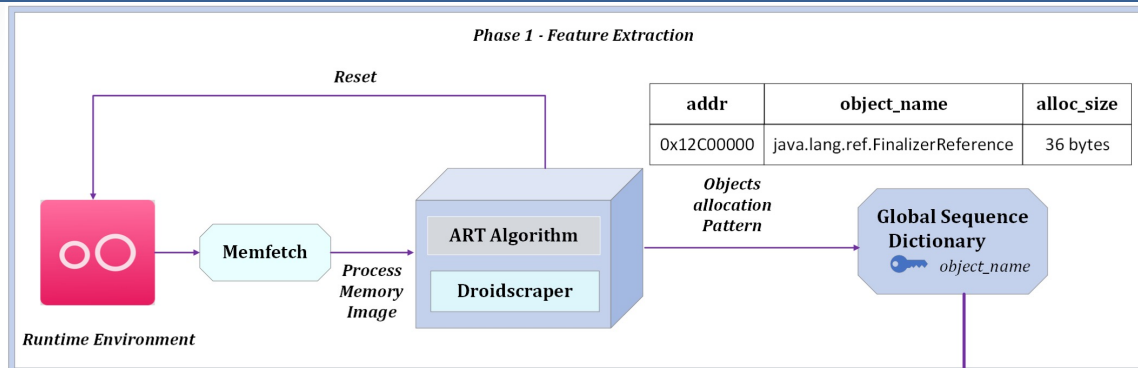 Phase 1 - Feature Extraction
Reset
addr object_name alloc_size
0x12C00000 java.lang.ref.FinalizerReference 36 bytes
Objects
allocation
Pattern
Global Sequence
Dictionary
object_name
ART Algorithm
Memfetch
Process
Memory
Image
Droidscraper
Runtime Environment